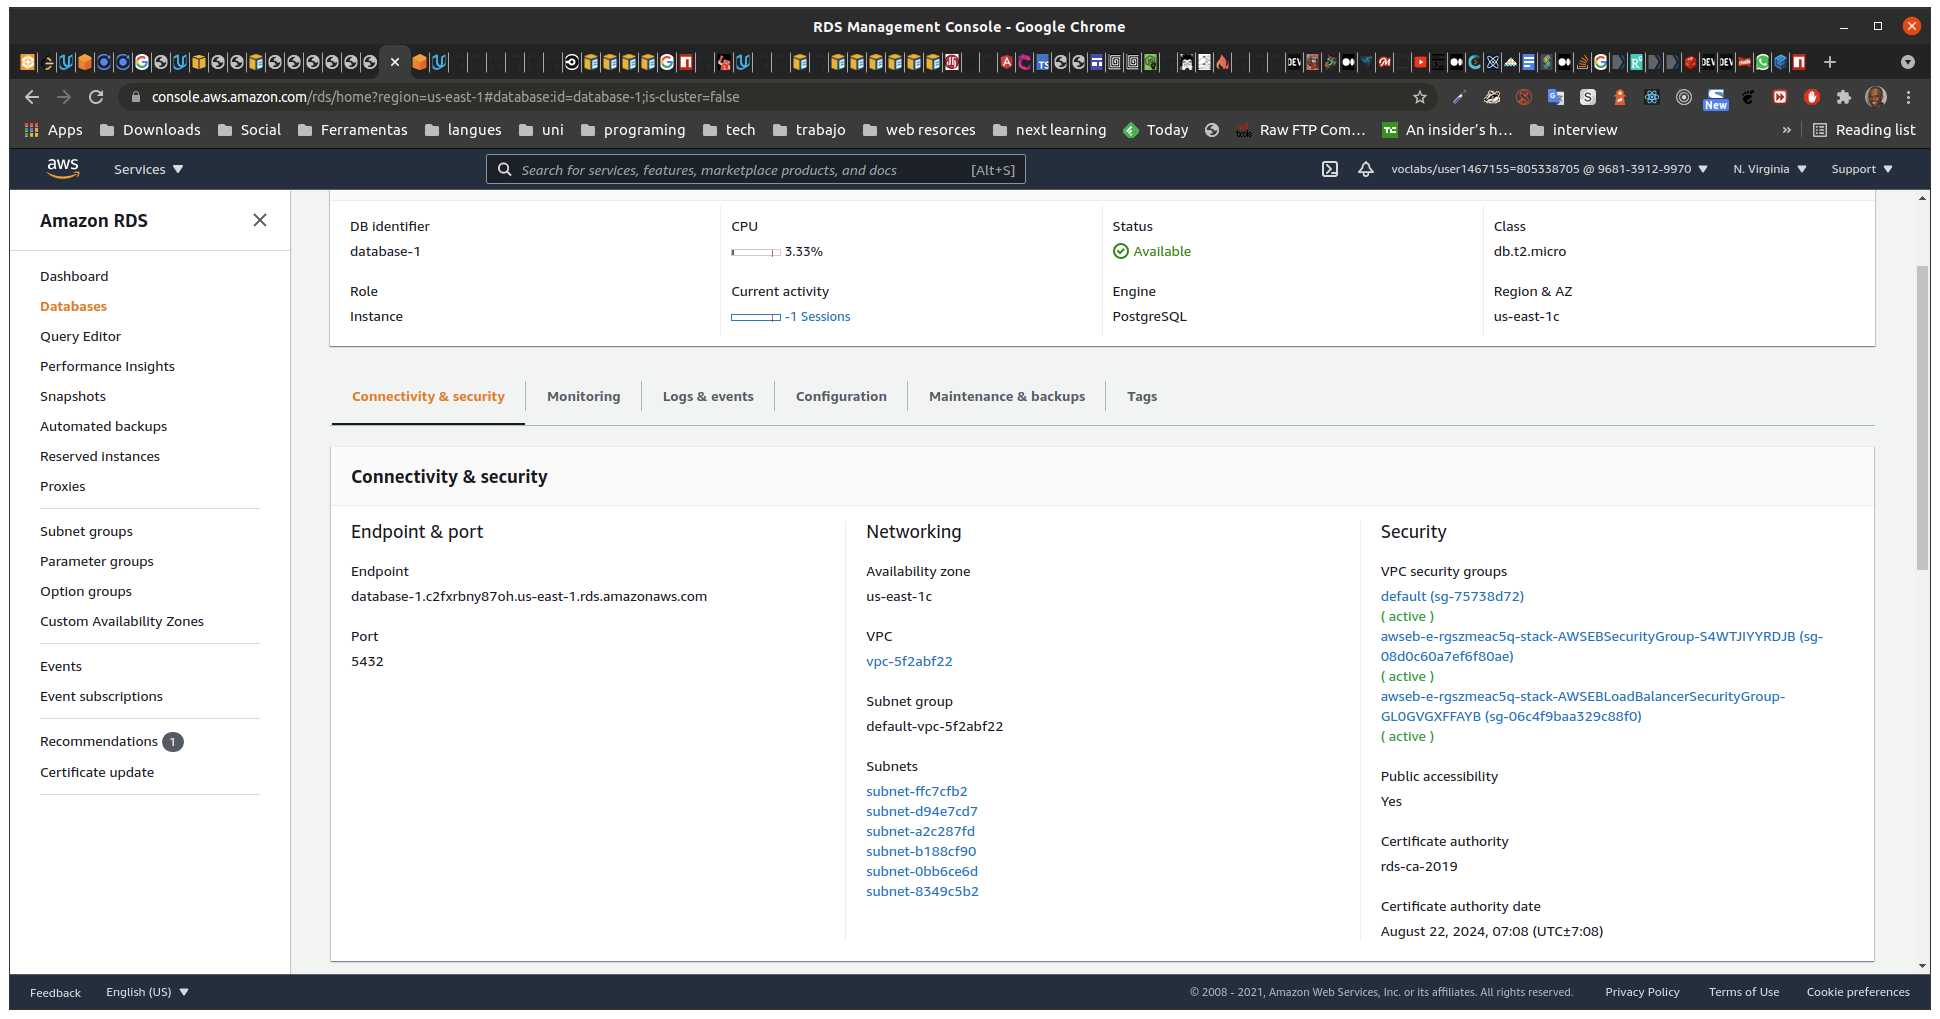 RDS Management Console - Google Chrome
console.aws.amazon.com/rds/home?region=us-east-1#database:id=database-1;is-cluster=false
New
Apps Downloads Social Ferramentas langues uni programing tech trabajo web resorces next learning Today Raw FTP Com... An insider's h... interview » Reading list
aws Services Search for services, features, marketplace products, and docs [Alt+S] voclabs/user1467155=805338705 @ 9681-3912-9970 N. Virginia Support
Amazon RDS
Dashboard
Databases
Query Editor
Performance Insights
Snapshots
Automated backups
Reserved instances
Proxies
Subnet groups
Parameter groups
Option groups
Custom Availability Zones
Events
Event subscriptions
Recommendations 1
Certificate update
DB identifier
database-1
Role
Instance
CPU
3.33%
Current activity
-1 Sessions
Status
Available
Engine
PostgreSQL
Class
db.t2.micro
Region & AZ
us-east-1c
Connectivity & security Monitoring Logs & events Configuration Maintenance & backups Tags
Connectivity & security
Endpoint & port
Endpoint
database-1.c2fxrbny87oh.us-east-1.rds.amazonaws.com
Port
5432
Networking
Availability zone
us-east-1c
VPC
vpc-5f2abf22
Subnet group
default-vpc-5f2abf22
Subnets
subnet-ffc7cfb2
subnet-d94e7cd7
subnet-a2c287fd
subnet-b188cf90
subnet-0bb6ce6d
subnet-8349c5b2
Security
VPC security groups
default (sg-75738d72)
( active )
awseb-e-rgszmeac5q-stack-AWSEBSecurityGroup-S4WTJIYYRDJB (sg-
08d0c60a7ef6f80ae)
( active )
awseb-e-rgszmeac5q-stack-AWSEBLoadBalancerSecurityGroup-
GL0GVGXFFAYB (sg-06c4f9baa329c88f0)
( active )
Public accessibility
Yes
Certificate authority
rds-ca-2019
Certificate authority date
August 22, 2024, 07:08 (UTC±7:08)
Feedback English (US) © 2008 - 2021, Amazon Web Services, Inc. or its affiliates. All rights reserved. Privacy Policy Terms of Use Cookie preferences